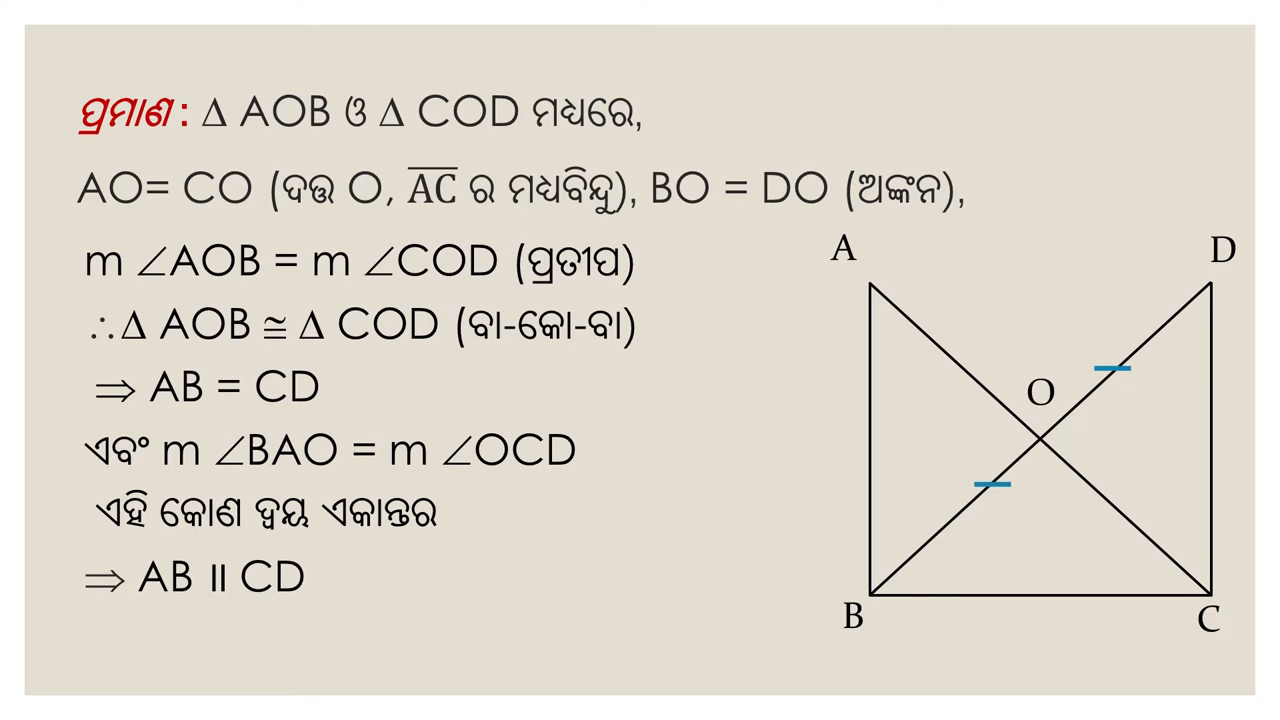 ପ୍ରମାଣ : ∆ AOB ଓ ∆ COD ମଧ୍ୟରେ,
AO= CO (ଦତ୍ତ O, A̅C̅ ର ମଧ୍ୟବିନ୍ଦୁ), BO = DO (ଅଙ୍କନ),
m ∠AOB = m ∠COD (ପ୍ରତୀପ)
∴∆ AOB ≅ ∆ COD (ବା-କୋ-ବା)
⇒ AB = CD
ଏବଂ m ∠BAO = m ∠OCD
ଏହି କୋଣ ଦ୍ୱୟ ଏକାନ୍ତର
⇒ AB ॥ CD
A
D
O
B
C